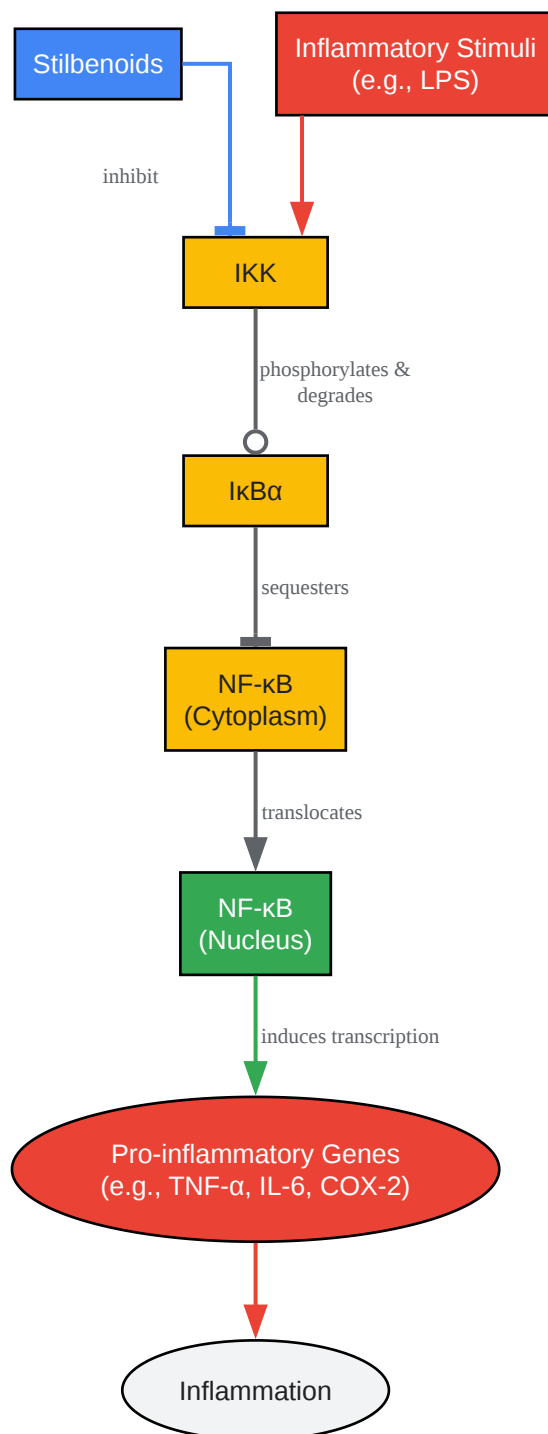 Stilbenoids
Inflammatory Stimuli
(e.g., LPS)
inhibit
IKK
phosphorylates &
degrades
IκBα
sequesters
NF-κB
(Cytoplasm)
translocates
NF-κB
(Nucleus)
induces transcription
Pro-inflammatory Genes
(e.g., TNF-α, IL-6, COX-2)
Inflammation